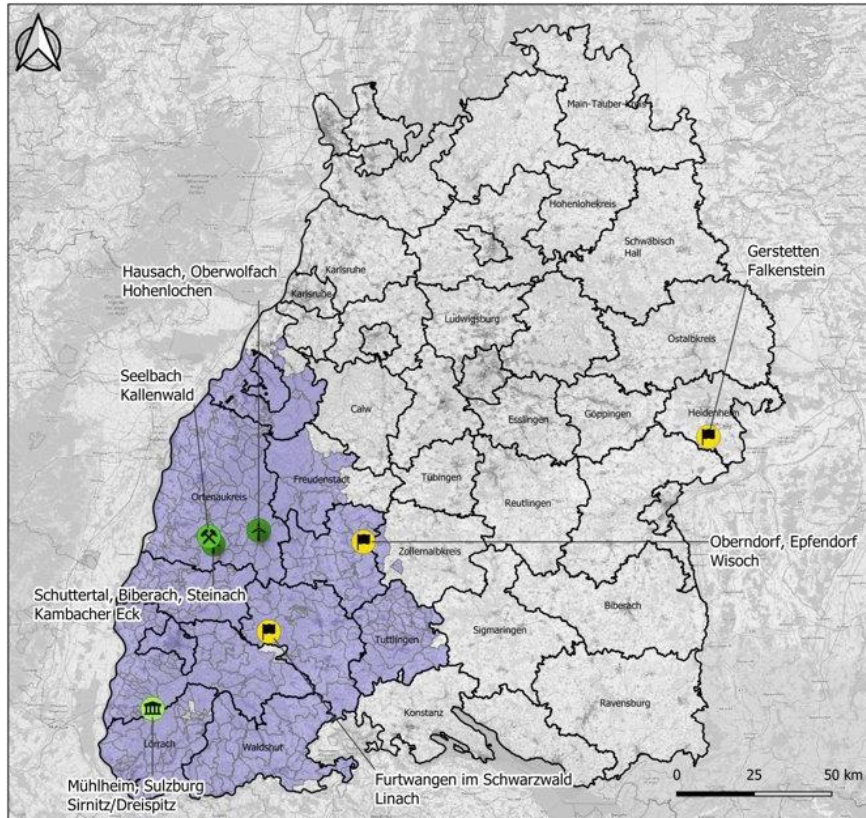 Main-Tauber-Kreis
Hohenlohekreis
Schwäbisch
Hall
Gerstetten
Falkenstein
Hausach, Oberwolfach
Hohenlochen
Karlsruhe
Karlsruhe
Ludwigsburg
Ostalbkreis
Seelbach
Kallenwald
Calw
Esslingen
Göppingen
Heidenheim
Freudenstadt
Tübingen
Reutlingen
Ortenaukreis
Zollernalbkreis
Oberndorf, Epfendorf
Wisoch
Schuttertal, Biberach, Steinach
Kambacher Eck
Biberach
Tuttlingen
Sigmaringen
Ravensburg
Konstanz
Lörrach
Waldshut
Mühlheim, Sulzburg
Sirnitz/Dreispitz
Furtwangen im Schwarzwald
Linach
0 25 50 km